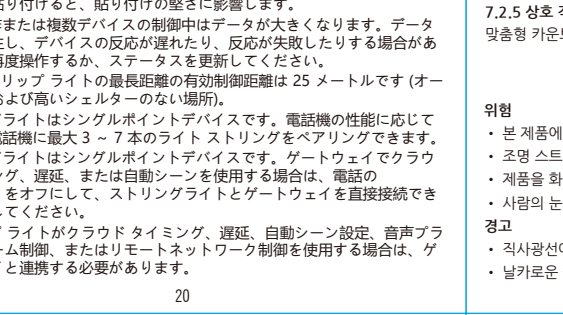 り付けると、貼り付けの堅さに影響します。
または複数デバイスの制御中はデータが大きくなります。データ
生し、デバイスの反応が遅れたり、反応が失敗したりする場合があ
再度操作するか、ステータスを更新してください。
リップ ライトの最長距離の有効制御距離は 25 メートルです (オー
および高いシェルターのない場所)。
ライトはシングルポイントデバイスです。電話機の性能に応じて
電話機に最大 3 ~ 7 本のライト ストリングをペアリングできます。
ライトはシングルポイントデバイスです。ゲートウェイでクラウ
ング、遅延、または自動シーンを使用する場合は、電話の
をオフにして、ストリングライトとゲートウェイを直接接続でき
してください。
ライトがクラウド タイミング、遅延、自動シーン設定、音声プラ
ーム制御、またはリモートネットワーク制御を使用する場合は、ゲ
と連携する必要があります。
20
7.2.5 상호
맞춤형 카운
위험
• 본 제품에
• 조명 스트
• 제품을 화
• 사람의 눈
경고
• 직사광선
• 날카로운